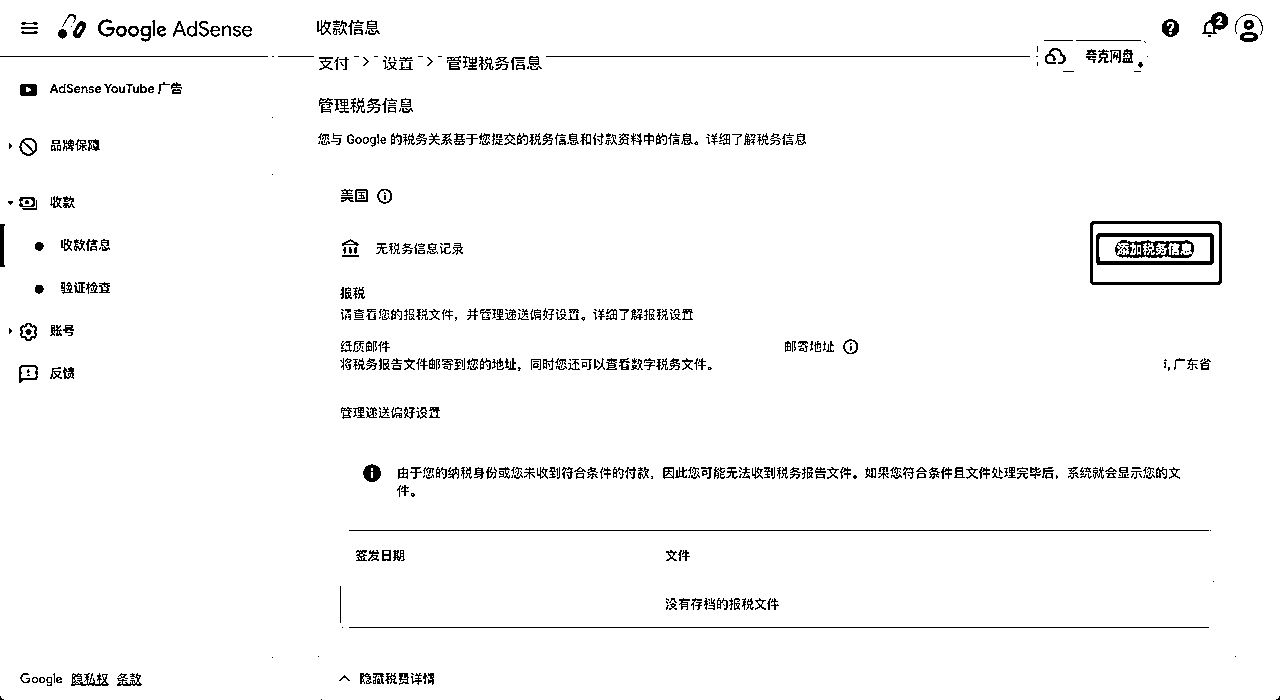 Google AdSense
收款信息
2
夸克网盘
支付 > 设置 > 管理税务信息
AdSense YouTube 广告
品牌保障
收款
收款信息
验证检查
账号
反馈
管理税务信息
您与 Google 的税务关系基于您提交的税务信息和付款资料中的信息。详细了解税务信息
美国
无税务信息记录
添加税务信息
报税
请查看您的报税文件，并管理递送偏好设置。详细了解报税设置
纸质邮件
将税务报告文件邮寄到您的地址，同时您还可以查看数字税务文件。
邮寄地址
, 广东省
管理递送偏好设置
由于您的纳税身份或您未收到符合条件的付款，因此您可能无法收到税务报告文件。如果您符合条件且文件处理完毕后，系统就会显示您的文
件。
签发日期 文件
没有存档的报税文件
隐藏税费详情
Google 隐私权 条款